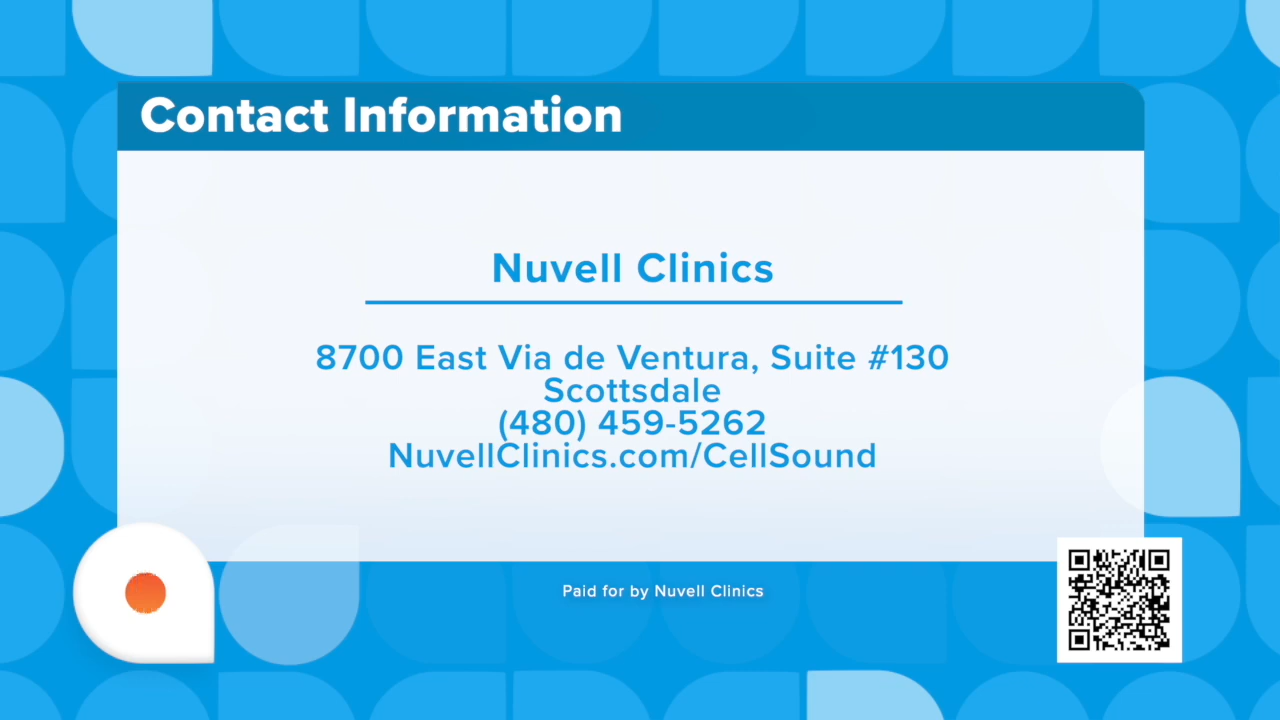 Contact Information
Nuvell Clinics
8700 East Via de Ventura, Suite #130
Scottsdale
(480) 459-5262
NuvellClinics.com/CellSound
Paid for by Nuvell Clinics